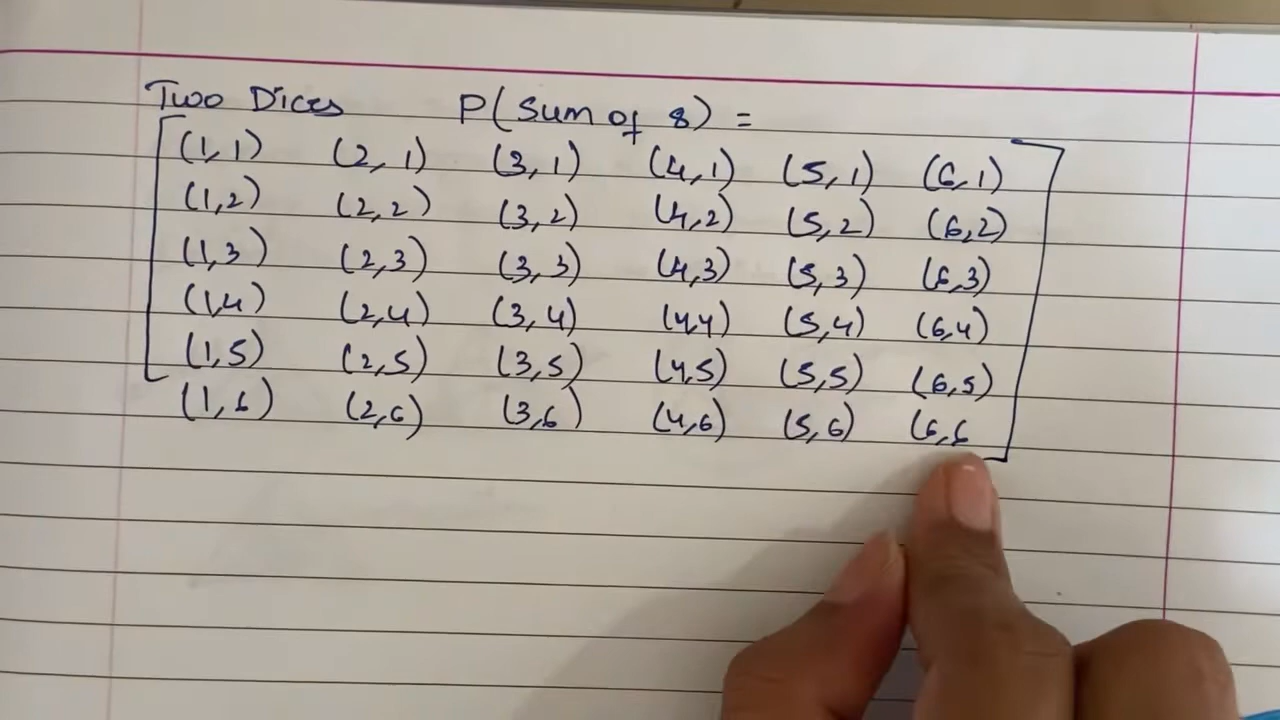 Two Dices P(Sum of 8) =
(1,1) (2,1) (3,1) (4,1) (5,1) (6,1)
(1,2) (2,2) (3,2) (4,2) (5,2) (6,2)
(1,3) (2,3) (3,3) (4,3) (5,3) (6,3)
(1,4) (2,4) (3,4) (4,4) (5,4) (6,4)
(1,5) (2,5) (3,5) (4,5) (5,5) (6,5)
(1,6) (2,6) (3,6) (4,6) (5,6) (6,6